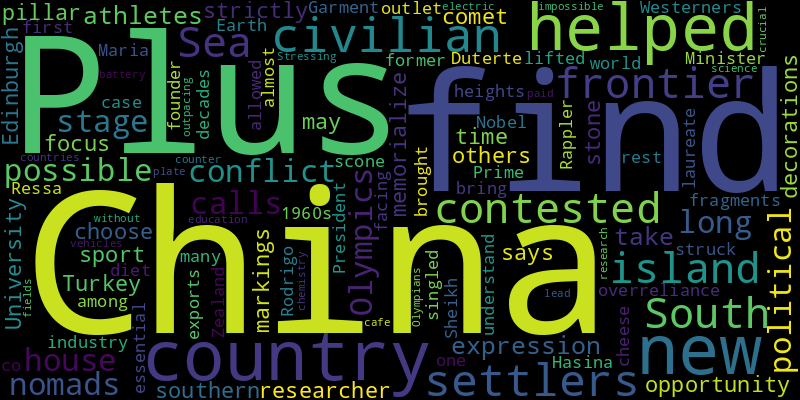 pillar athletes strictly Garment outlet electric impossible Westerners
first Sea Earth civilian comet helped crucial
Edinburgh Maria Plus founder Stressing former Duterte lifted Minister
case outpacing decades allowed almost find frontier world science
battery stage may memorialize heights Nobel paid Rappler stone laureate decorations
focus time others rest
countries counter scone Prime
possible plate conflict facing brought bring fragments
Ressa China calls 1960s President Olympics contested long struck
University without choose education markings singled says take political
vehicles sport many Rodrigo understand research island
Turkey diet exports Zealand chemistry Sheikh overreliance
fields among cafe Olympians lead South
industry essential country expression cheese new
co house one Hasina
nomads southern researcher settlers opportunity